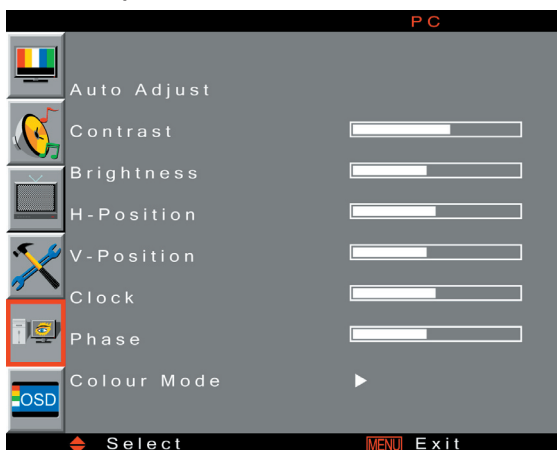 PC
Auto Adjust
Contrast
Brightness
H-Position
V-Position
Clock
Phase
Colour Mode
OSD
Select MENU Exit